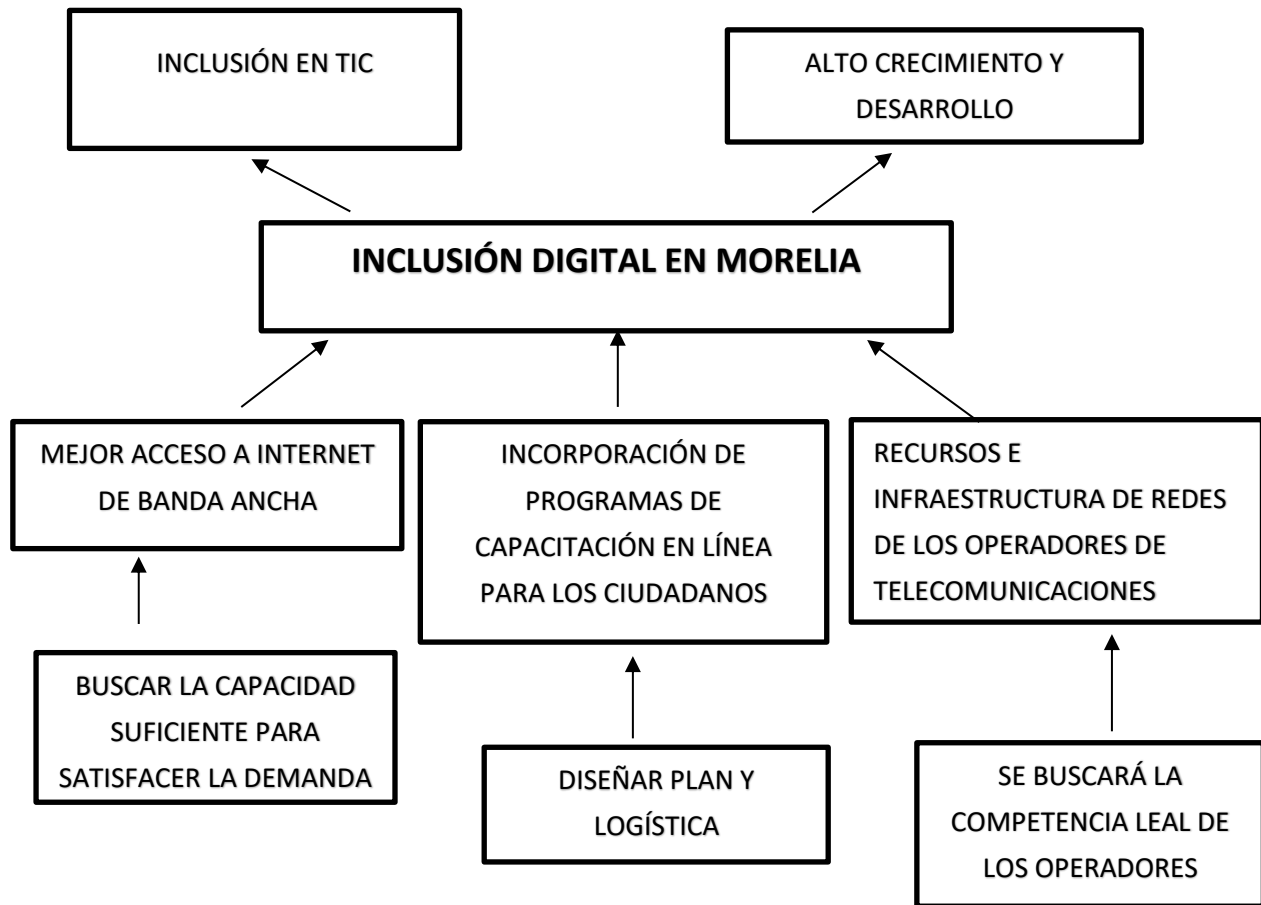 INCLUSIÓN EN TIC
ALTO CRECIMIENTO Y
DESARROLLO
INCLUSIÓN DIGITAL EN MORELIA
MEJOR ACCESO A INTERNET
DE BANDA ANCHA
INCORPORACIÓN DE
PROGRAMAS DE
CAPACITACIÓN EN LÍNEA
PARA LOS CIUDADANOS
RECURSOS E
INFRAESTRUCTURA DE REDES
DE LOS OPERADORES DE
TELECOMUNICACIONES
BUSCAR LA CAPACIDAD
SUFICIENTE PARA
SATISFACER LA DEMANDA
DISEÑAR PLAN Y
LOGÍSTICA
SE BUSCARÁ LA
COMPETENCIA LEAL DE
LOS OPERADORES